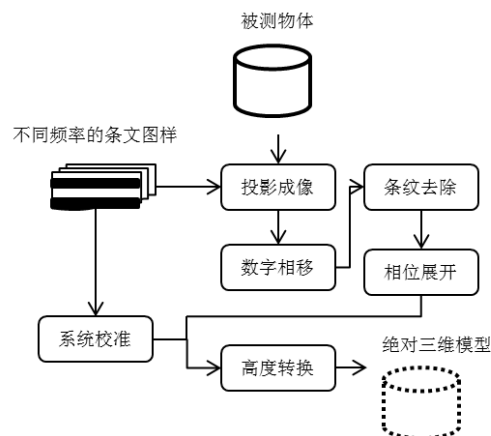 被测物体
不同频率的条文图样
投影成像
条纹去除
数字相移
相位展开
系统校准
绝对三维模型
高度转换